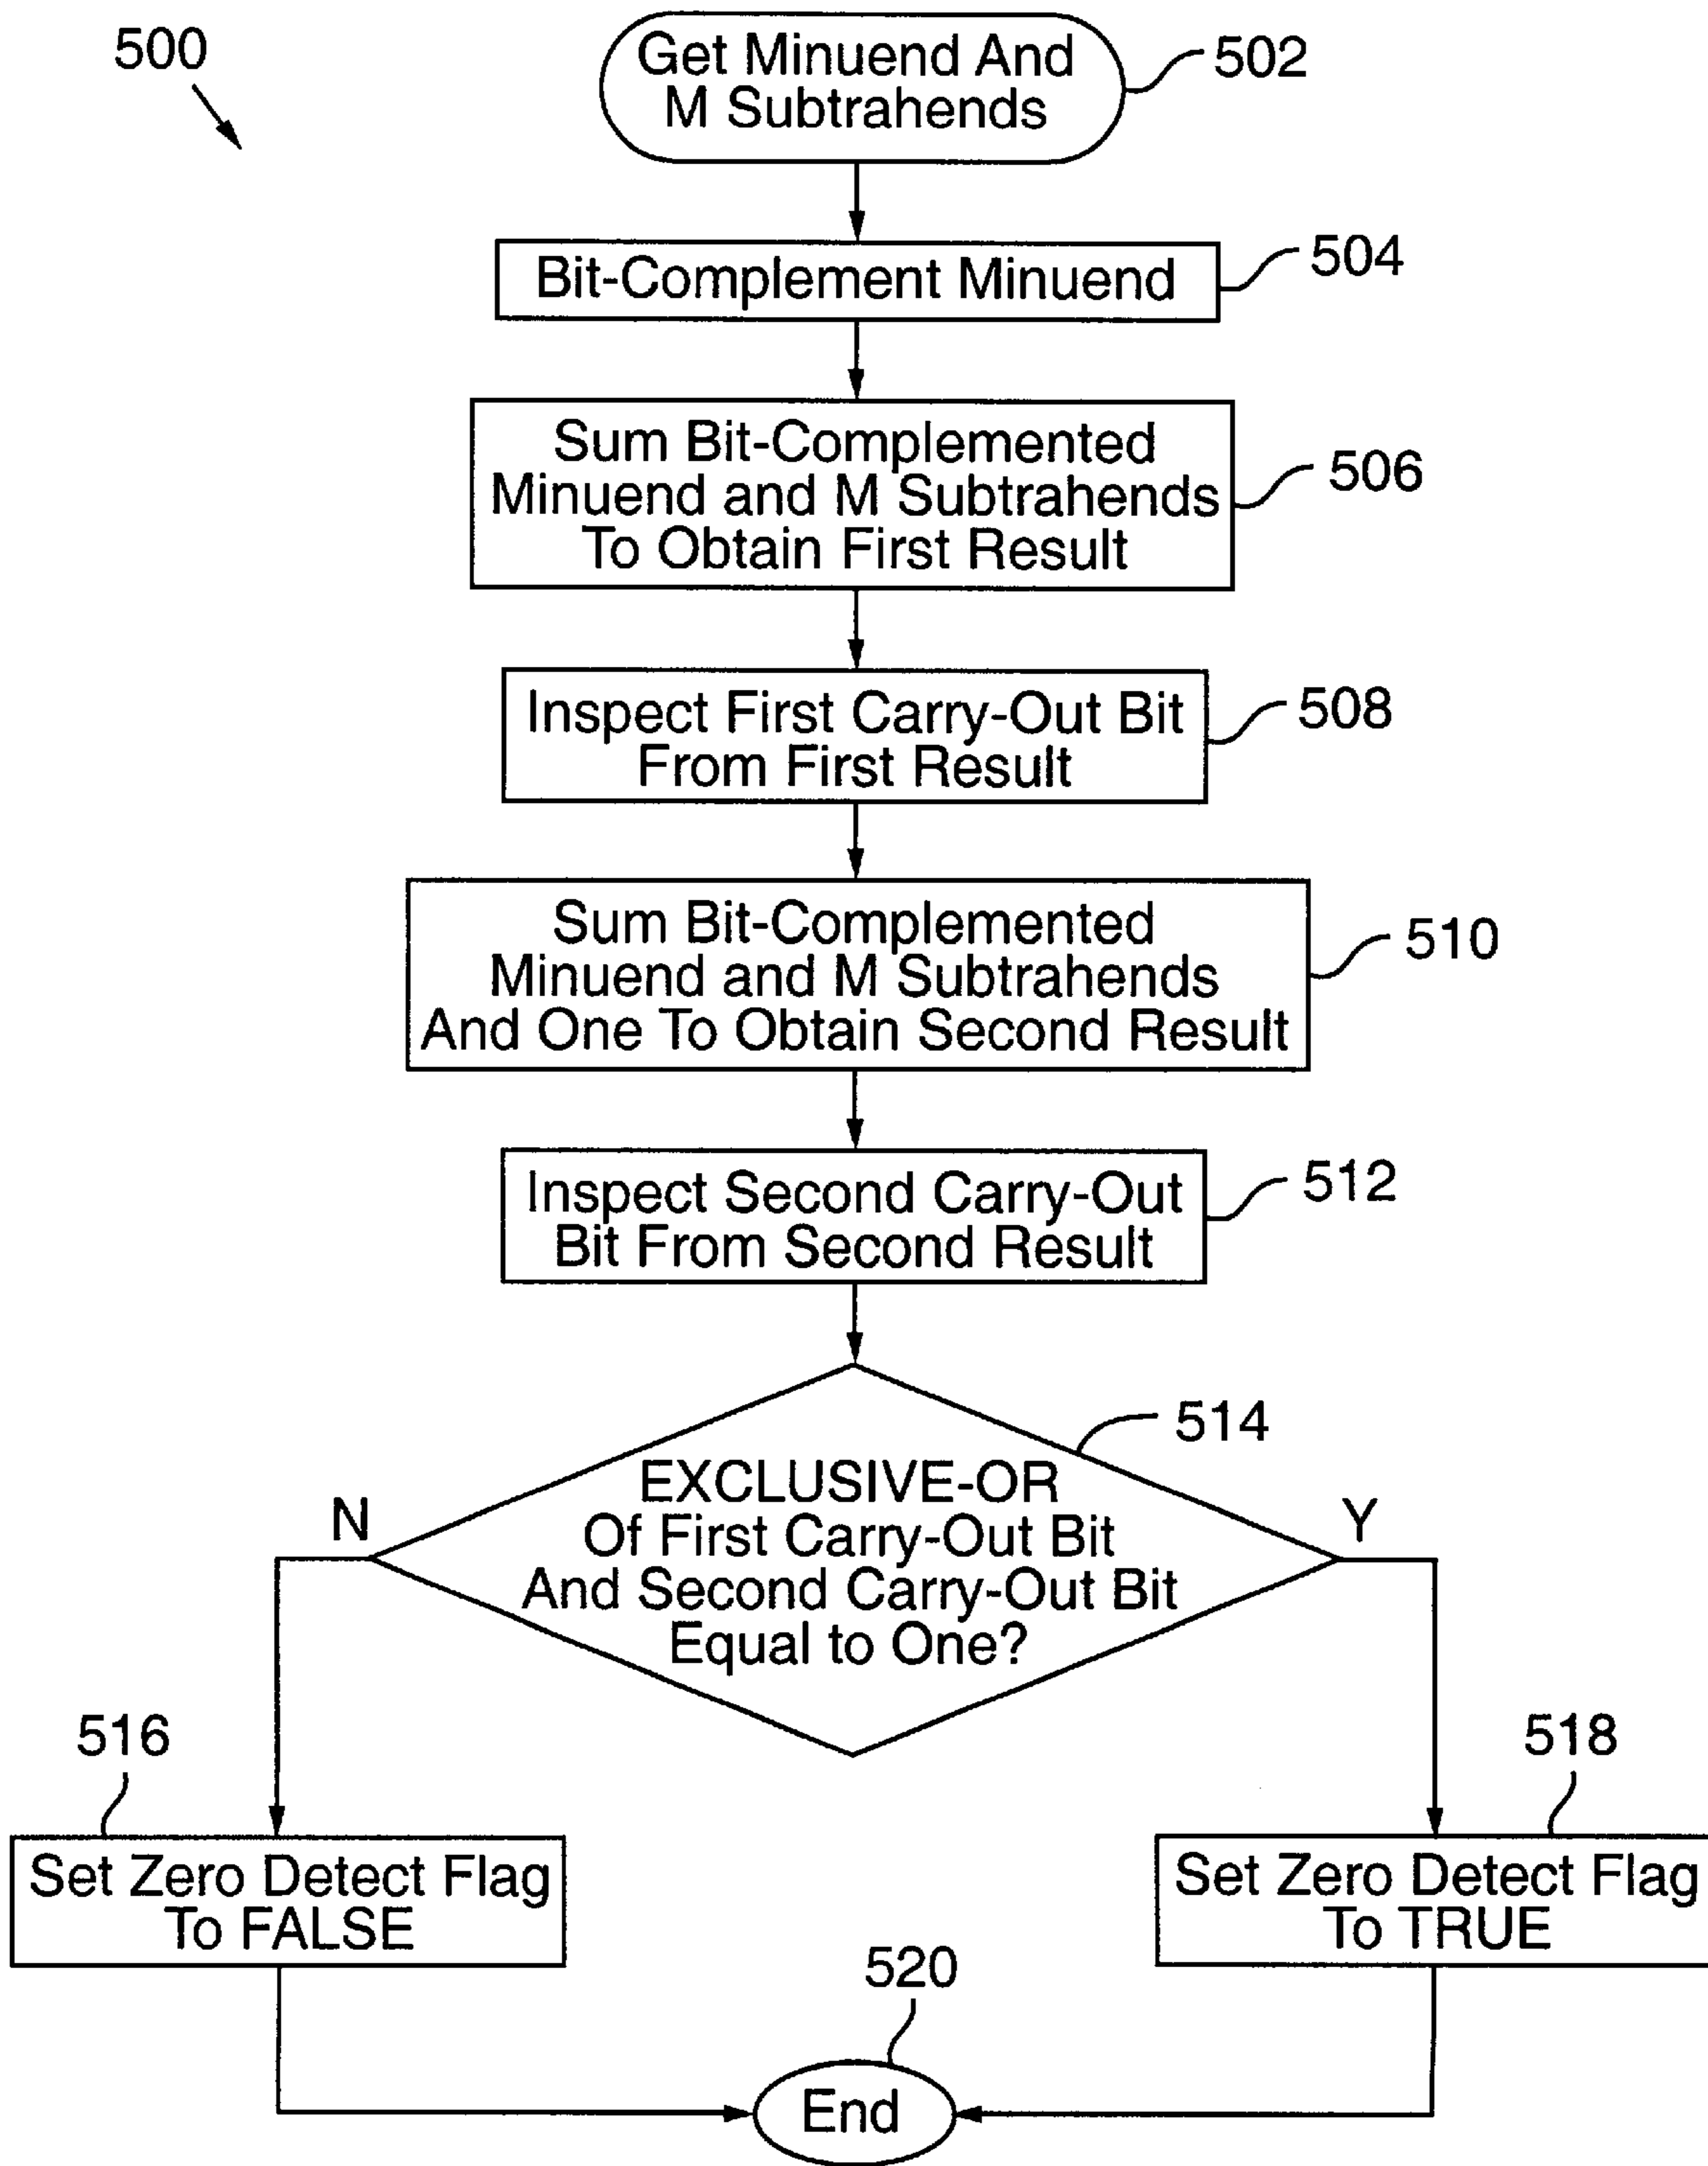 500
Get Minuend And
M Subtrahends
502
Bit-Complement Minuend
504
Sum Bit-Complemented
Minuend and M Subtrahends
To Obtain First Result
506
Inspect First Carry-Out Bit
From First Result
508
Sum Bit-Complemented
Minuend and M Subtrahends
And One To Obtain Second Result
510
Inspect Second Carry-Out
Bit From Second Result
512
514
EXCLUSIVE-OR
Of First Carry-Out Bit
And Second Carry-Out Bit
Equal to One?
N
Y
516
Set Zero Detect Flag
To FALSE
518
Set Zero Detect Flag
To TRUE
520
End